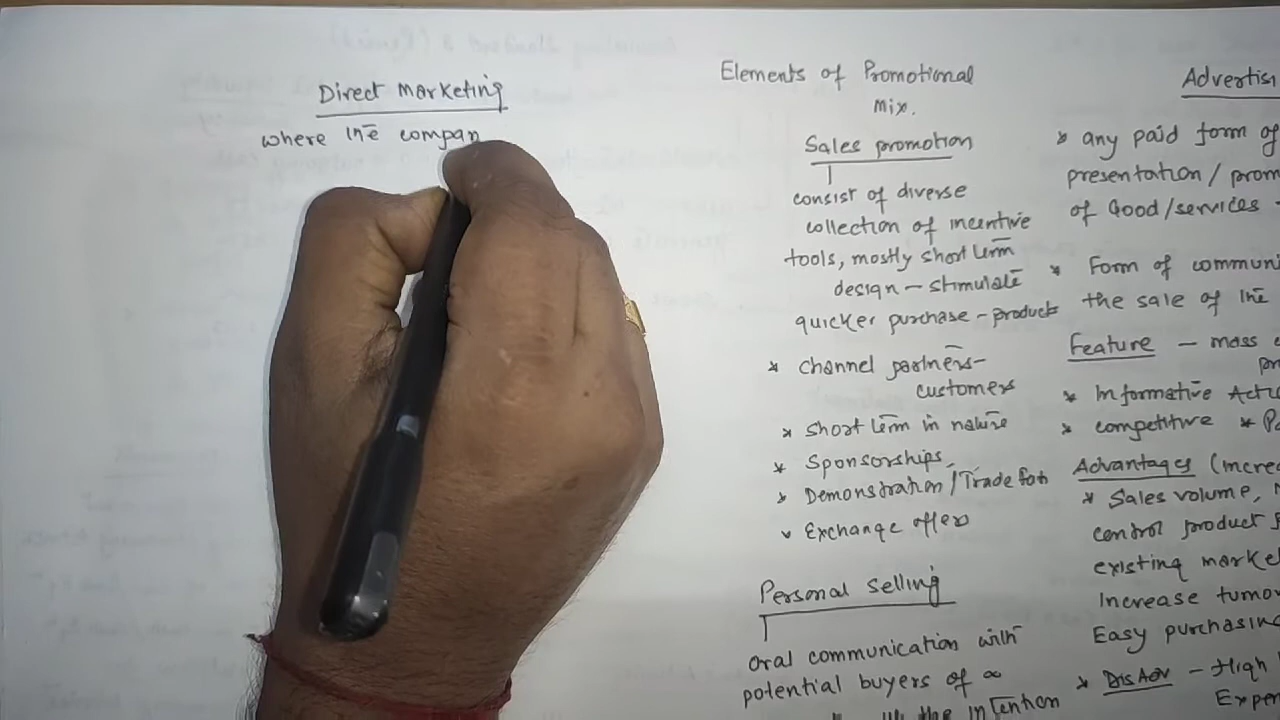 Direct Marketing
where the compan
Elements of Promotional
Mix.
Sales promotion
consist of diverse
collection of incentive
tools, mostly short term
design - stimulate
quicker purchase - product
* channel partners -
customers
* Short term in nature
* Sponsorships,
* Demonstration / Trade
* Exchange offers
Personal selling
oral communication with
potential buyers of a
the intention
Advertis
* any paid form of
presentation / prom
of Good/services -
* Form of communi
the sale of the
Feature - mass
* Informative Acti
* competitive *
Advantages (Increa
* Sales volume,
control product
existing marke
Increase turnov
Easy purchasin
* DisAdv - High
Expen